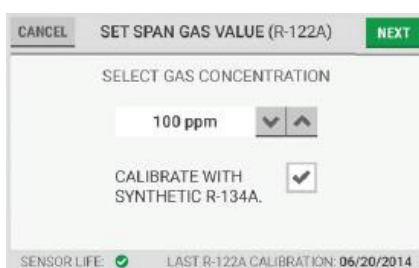 CANCEL SET SPAN GAS VALUE (R-122A) NEXT
SELECT GAS CONCENTRATION
100 ppm
CALIBRATE WITH
SYNTHETIC R-134A.
SENSOR LIFE: LAST R-122A CALIBRATION: 06/20/2014